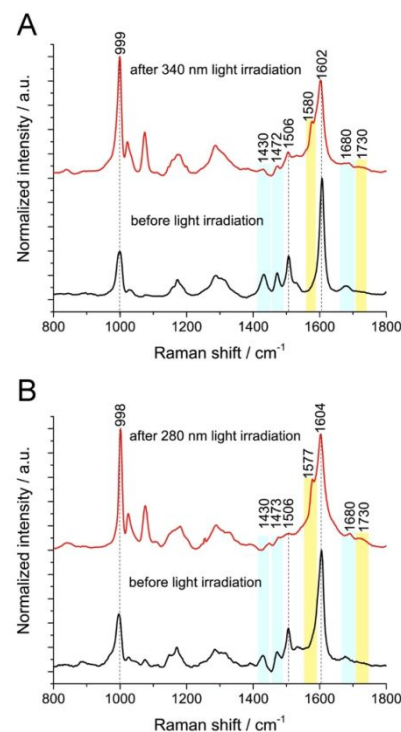 A
999
after 340 nm light irradiation
1430
1472
1506
1580
1602
1680
1730
before light irradiation
Normalized intensity / a.u.
800 1000 1200 1400 1600 1800
Raman shift / cm-1
B
998
after 280 nm light irradiation
1430
1473
1506
1577
1604
1680
1730
before light irradiation
Normalized intensity / a.u.
800 1000 1200 1400 1600 1800
Raman shift / cm-1